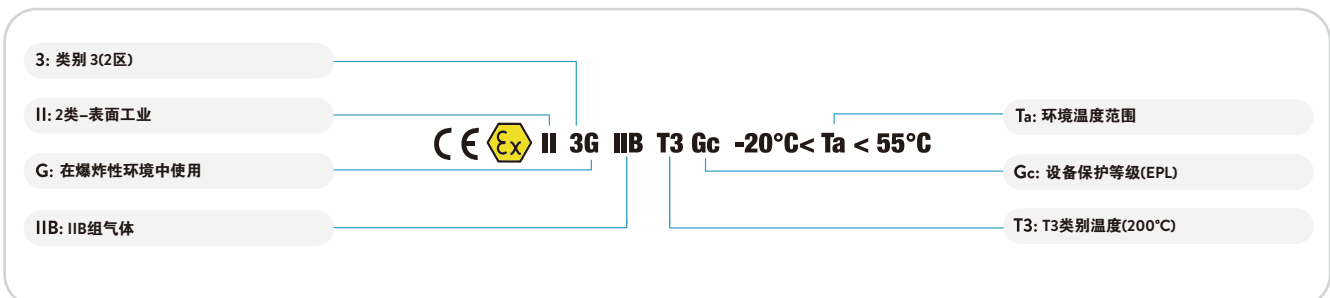 3: 类别 3(2区)
II: 2类–表面工业
G: 在爆炸性环境中使用
IIB: IIB组气体
CE Ex II 3G IIB T3 Gc -20°C< Ta < 55°C
Ta: 环境温度范围
Gc: 设备保护等级(EPL)
T3: T3类别温度(200°C)